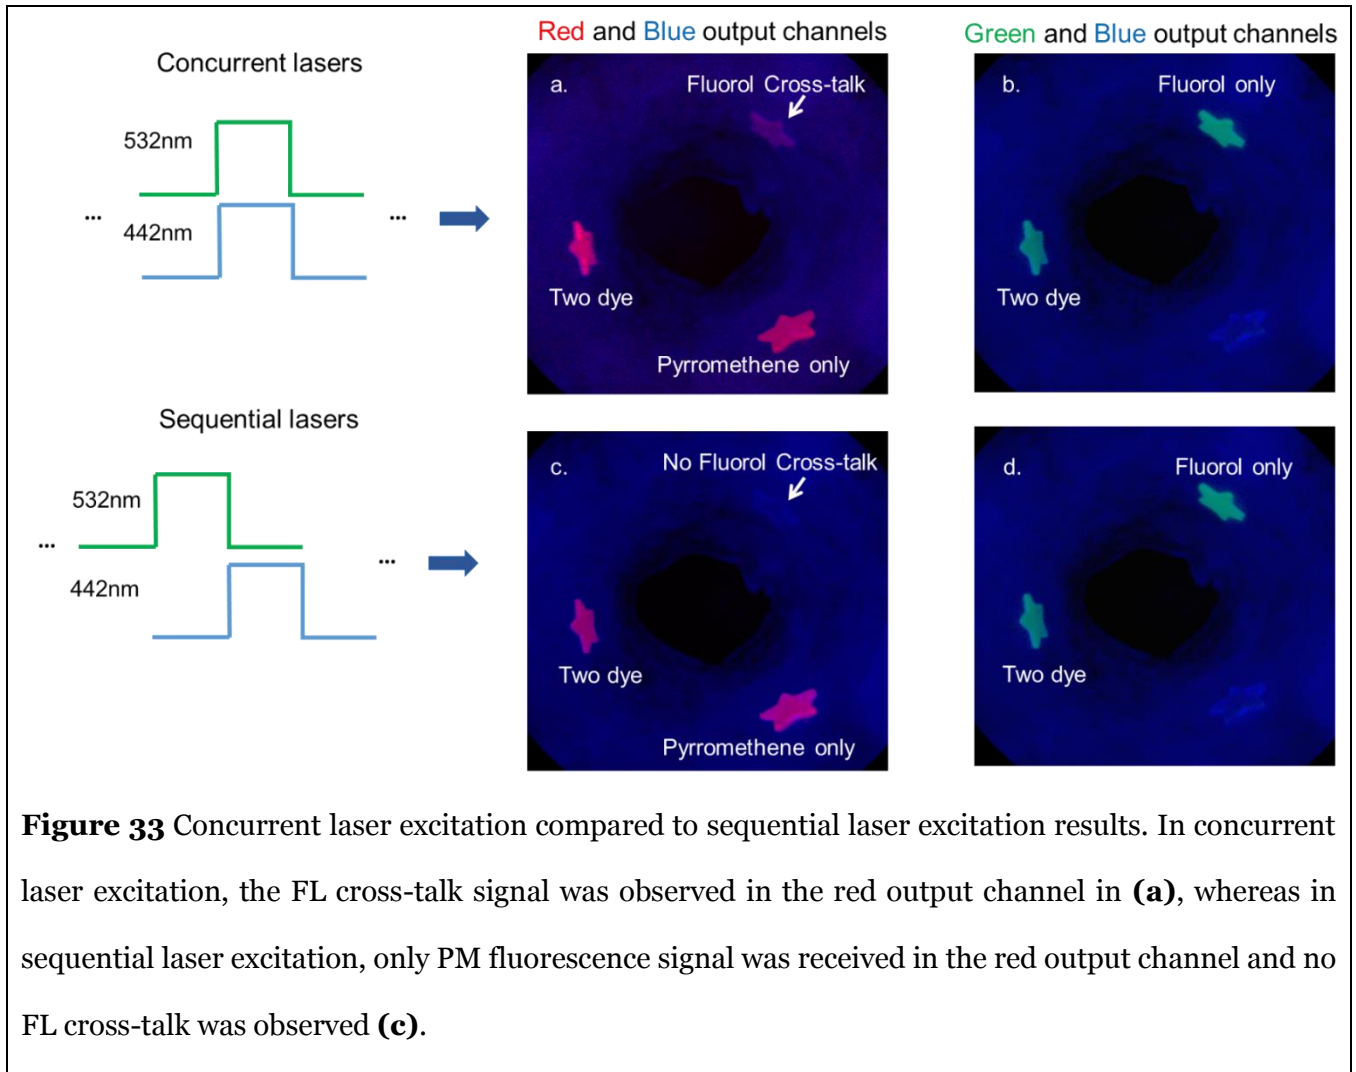 Red and Blue output channels
Green and Blue output channels
Concurrent lasers
532nm
...
442nm
...
a.
Fluorol Cross-talk
Two dye
Pyrromethene only
b.
Fluorol only
Two dye
Sequential lasers
532nm
...
442nm
...
c.
No Fluorol Cross-talk
Two dye
Pyrromethene only
d.
Fluorol only
Two dye
Figure 33 Concurrent laser excitation compared to sequential laser excitation results. In concurrent
laser excitation, the FL cross-talk signal was observed in the red output channel in (a), whereas in
sequential laser excitation, only PM fluorescence signal was received in the red output channel and no
FL cross-talk was observed (c).